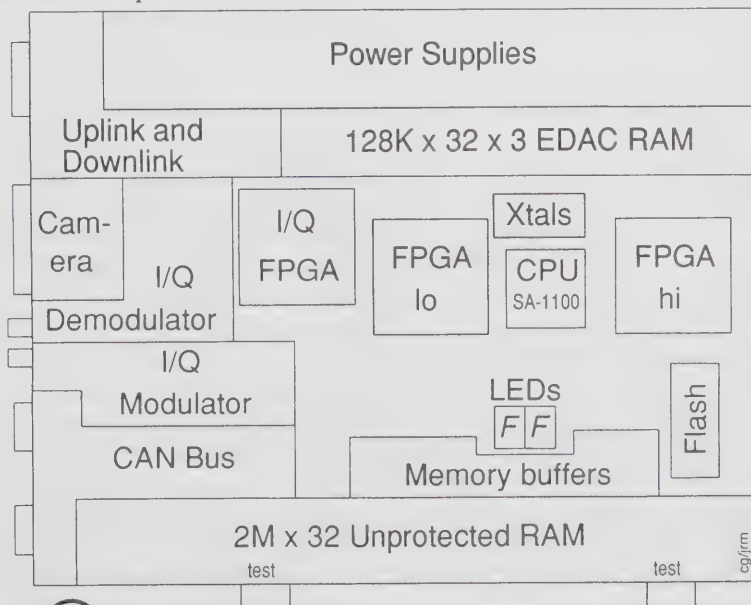 Power Supplies
Uplink and
Downlink
128K x 32 x 3 EDAC RAM
Cam-
era
I/Q
Demodulator
I/Q
FPGA
FPGA
lo
Xtals
CPU
SA-1100
FPGA
hi
I/Q
Modulator
LEDs
F F
Flash
CAN Bus
Memory buffers
2M x 32 Unprotected RAM
cg/jrm
test
test